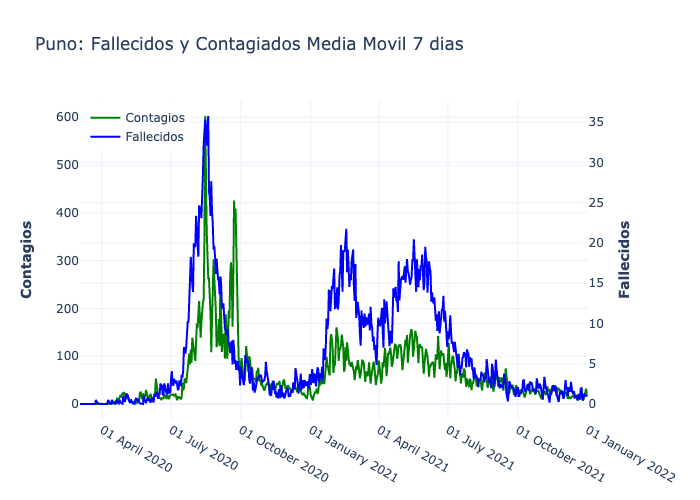 Puno: Fallecidos y Contagiados Media Movil 7 dias
Contagios
Fallecidos
600
500
400
300
200
100
0
35
30
25
20
15
10
5
0
Contagios
Fallecidos
01 April 2020
01 July 2020
01 October 2020
01 January 2021
01 April 2021
01 July 2021
01 October 2021
01 January 2022